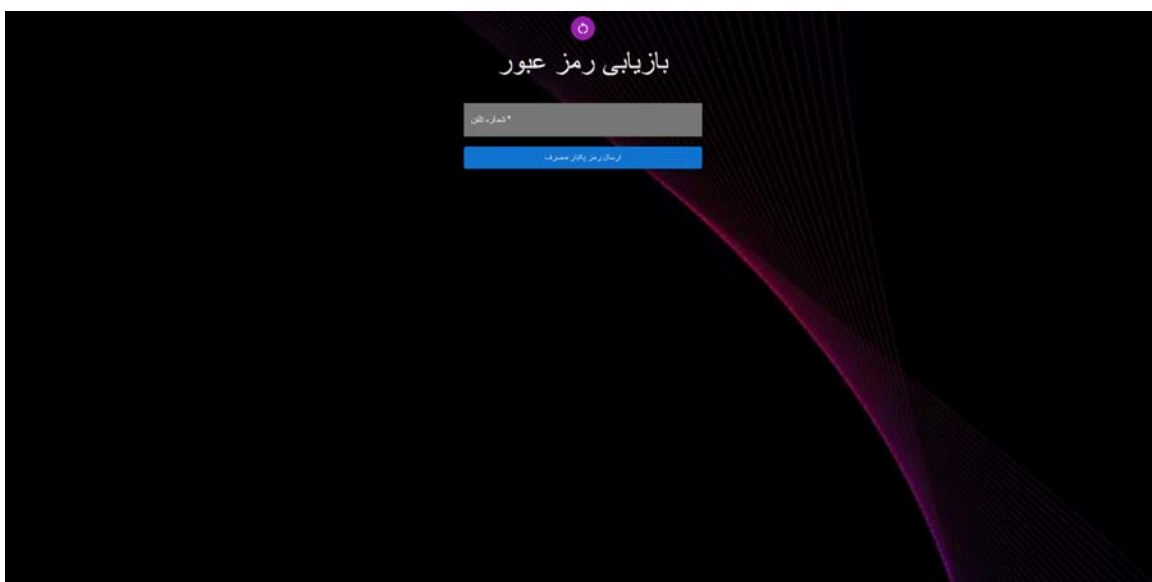 بازیابی رمز عبور
شماره تلفن *
ارسال رمز یکبار مصرف